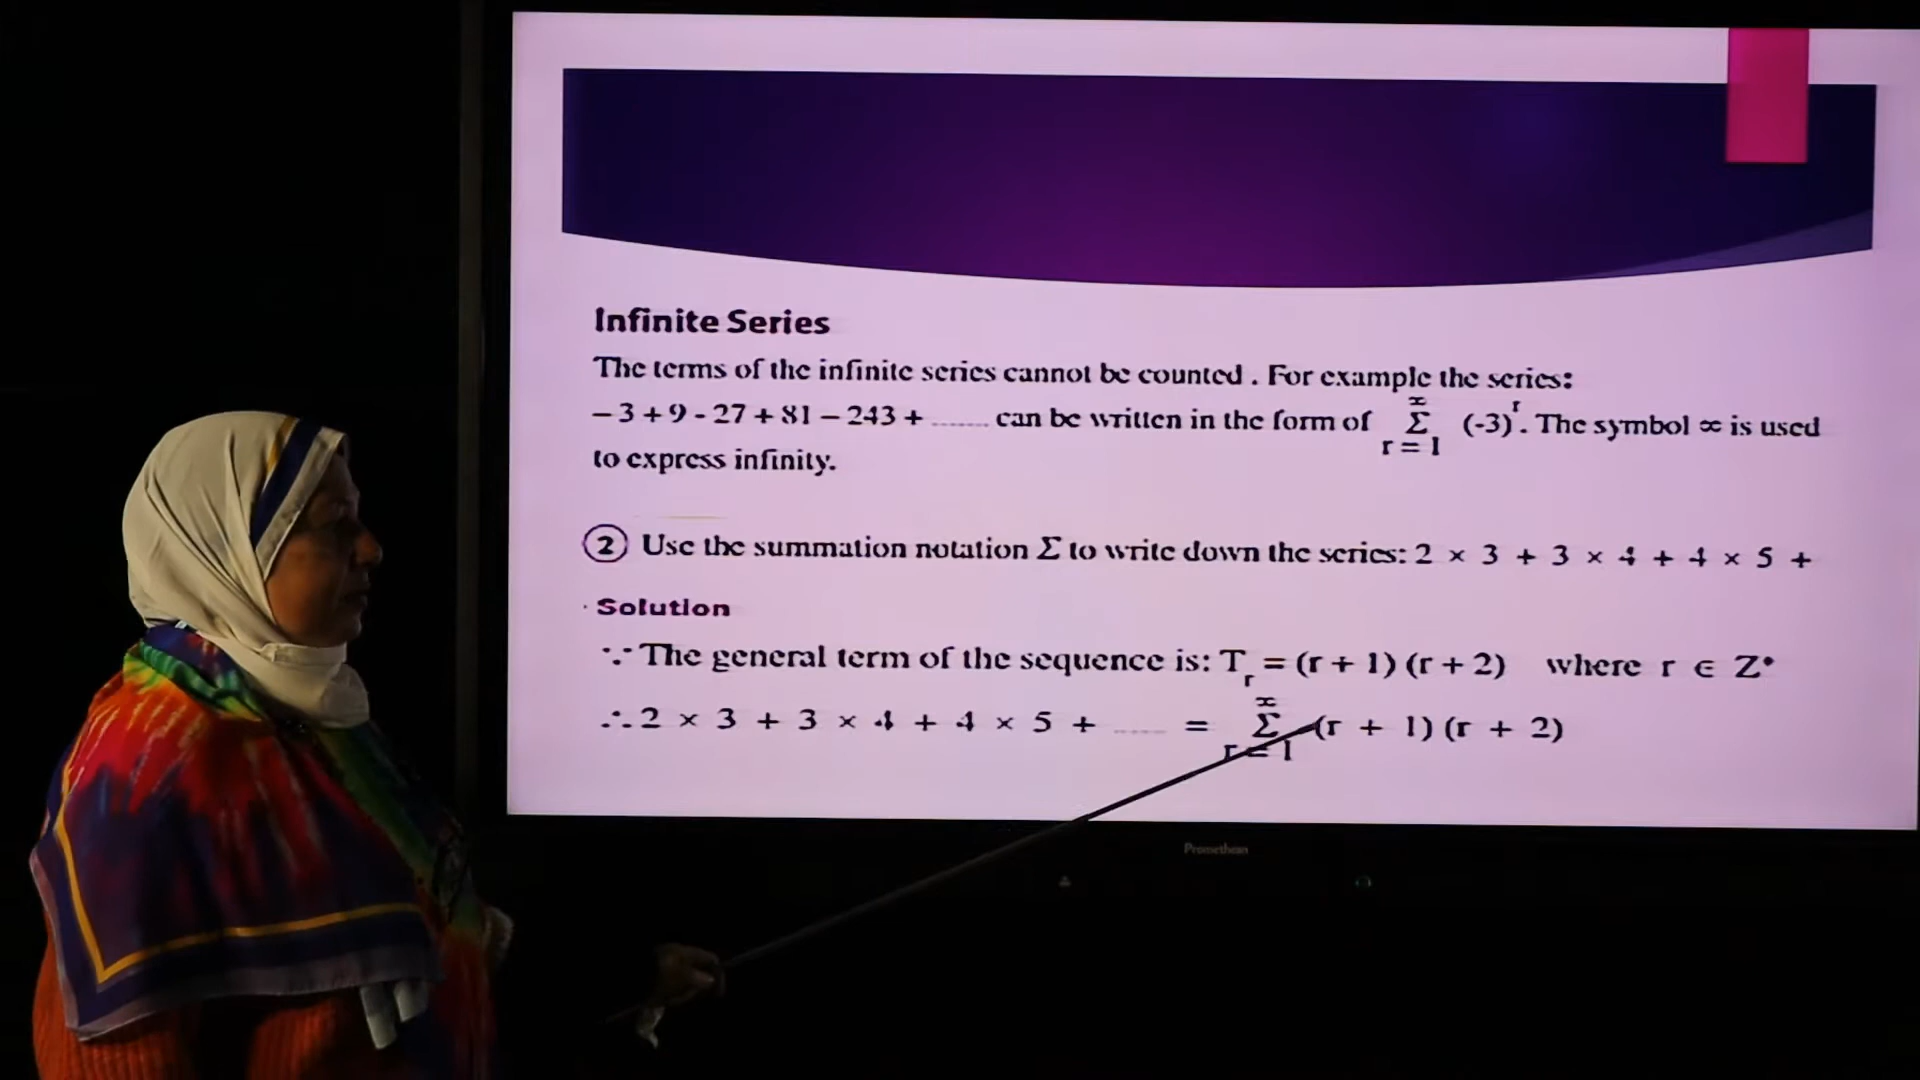 Infinite Series
The terms of the infinite series cannot be counted . For example the series:
– 3 + 9 - 27 + 81 – 243 + ....... can be written in the form of ∞ Σ r = 1 (-3)ʳ . The symbol ∞ is used
to express infinity.
2 Use the summation notation Σ to write down the series: 2 × 3 + 3 × 4 + 4 × 5 +
Solution
∵ The general term of the sequence is: Tᵣ = (r + 1) (r + 2) where r ∈ Z⁺
∴ 2 × 3 + 3 × 4 + 4 × 5 + ...... = ∞ Σ r = 1 (r + 1) (r + 2)
Promethean